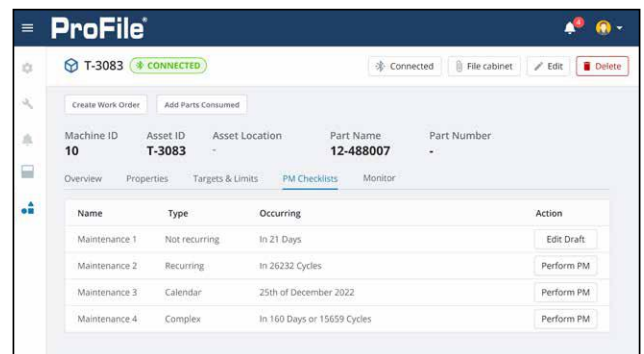 ProFile®
4
T-3083 CONNECTED Connected File cabinet Edit Delete
Create Work Order Add Parts Consumed
Machine ID Asset ID Asset Location Part Name Part Number
10 T-3083 - 12-488007 -
Overview Properties Targets & Limits PM Checklists Monitor
Name Type Occurring Action
Maintenance 1 Not recurring In 21 Days Edit Draft
Maintenance 2 Recurring In 26232 Cycles Perform PM
Maintenance 3 Calendar 25th of December 2022 Perform PM
Maintenance 4 Complex In 160 Days or 15659 Cycles Perform PM